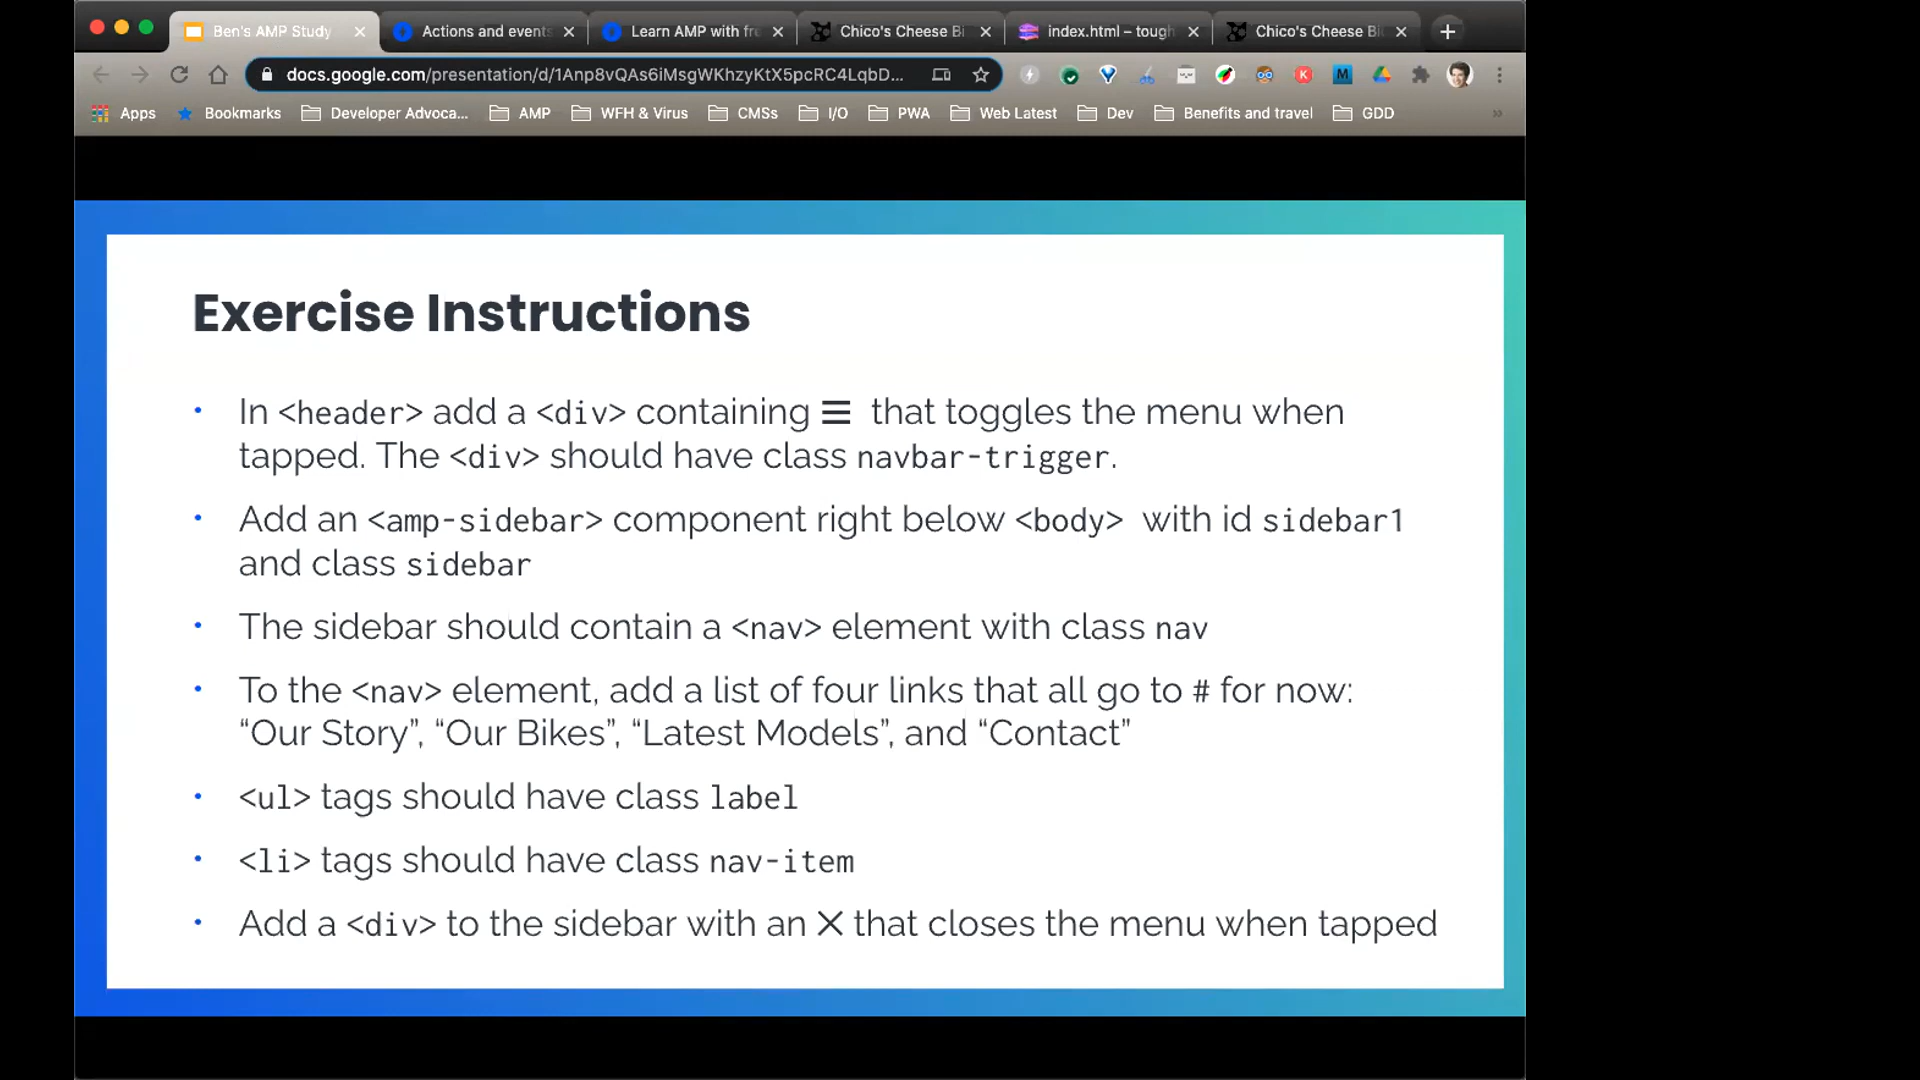 Ben's AMP Study
Actions and events
Learn AMP with fre
Chico's Cheese Bi
index.html – tough
Chico's Cheese Bi
docs.google.com/presentation/d/1Anp8vQAs6iMsgWKhzyKtX5pcRC4LqbD...
Apps Bookmarks Developer Advoca... AMP WFH & Virus CMSs I/O PWA Web Latest Dev Benefits and travel GDD »
Exercise Instructions
• In <header> add a <div> containing ☰ that toggles the menu when
tapped. The <div> should have class navbar-trigger.
• Add an <amp-sidebar> component right below <body> with id sidebar1
and class sidebar
• The sidebar should contain a <nav> element with class nav
• To the <nav> element, add a list of four links that all go to # for now:
“Our Story”, “Our Bikes”, “Latest Models”, and “Contact”
• <ul> tags should have class label
• <li> tags should have class nav-item
• Add a <div> to the sidebar with an ✕ that closes the menu when tapped